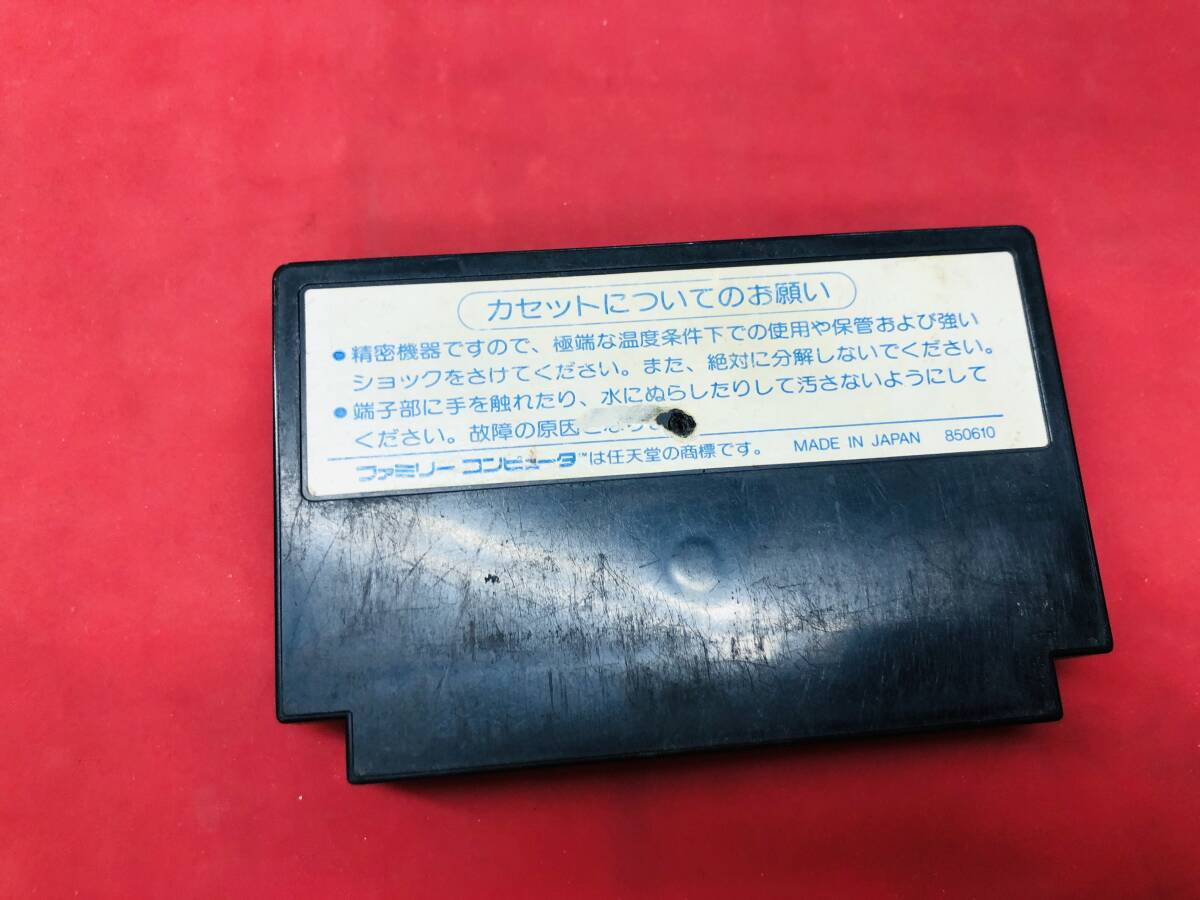 カセットについてのお願い
● 精密機器ですので、極端な温度条件下での使用や保管および強い
ショックをさけてください。また、絶対に分解しないでください。
● 端子部に手を触れたり、水にぬらしたりして汚さないようにして
ください。故障の原因となりま
ファミリーコンピュータ™は任天堂の商標です。 MADE IN JAPAN 850610